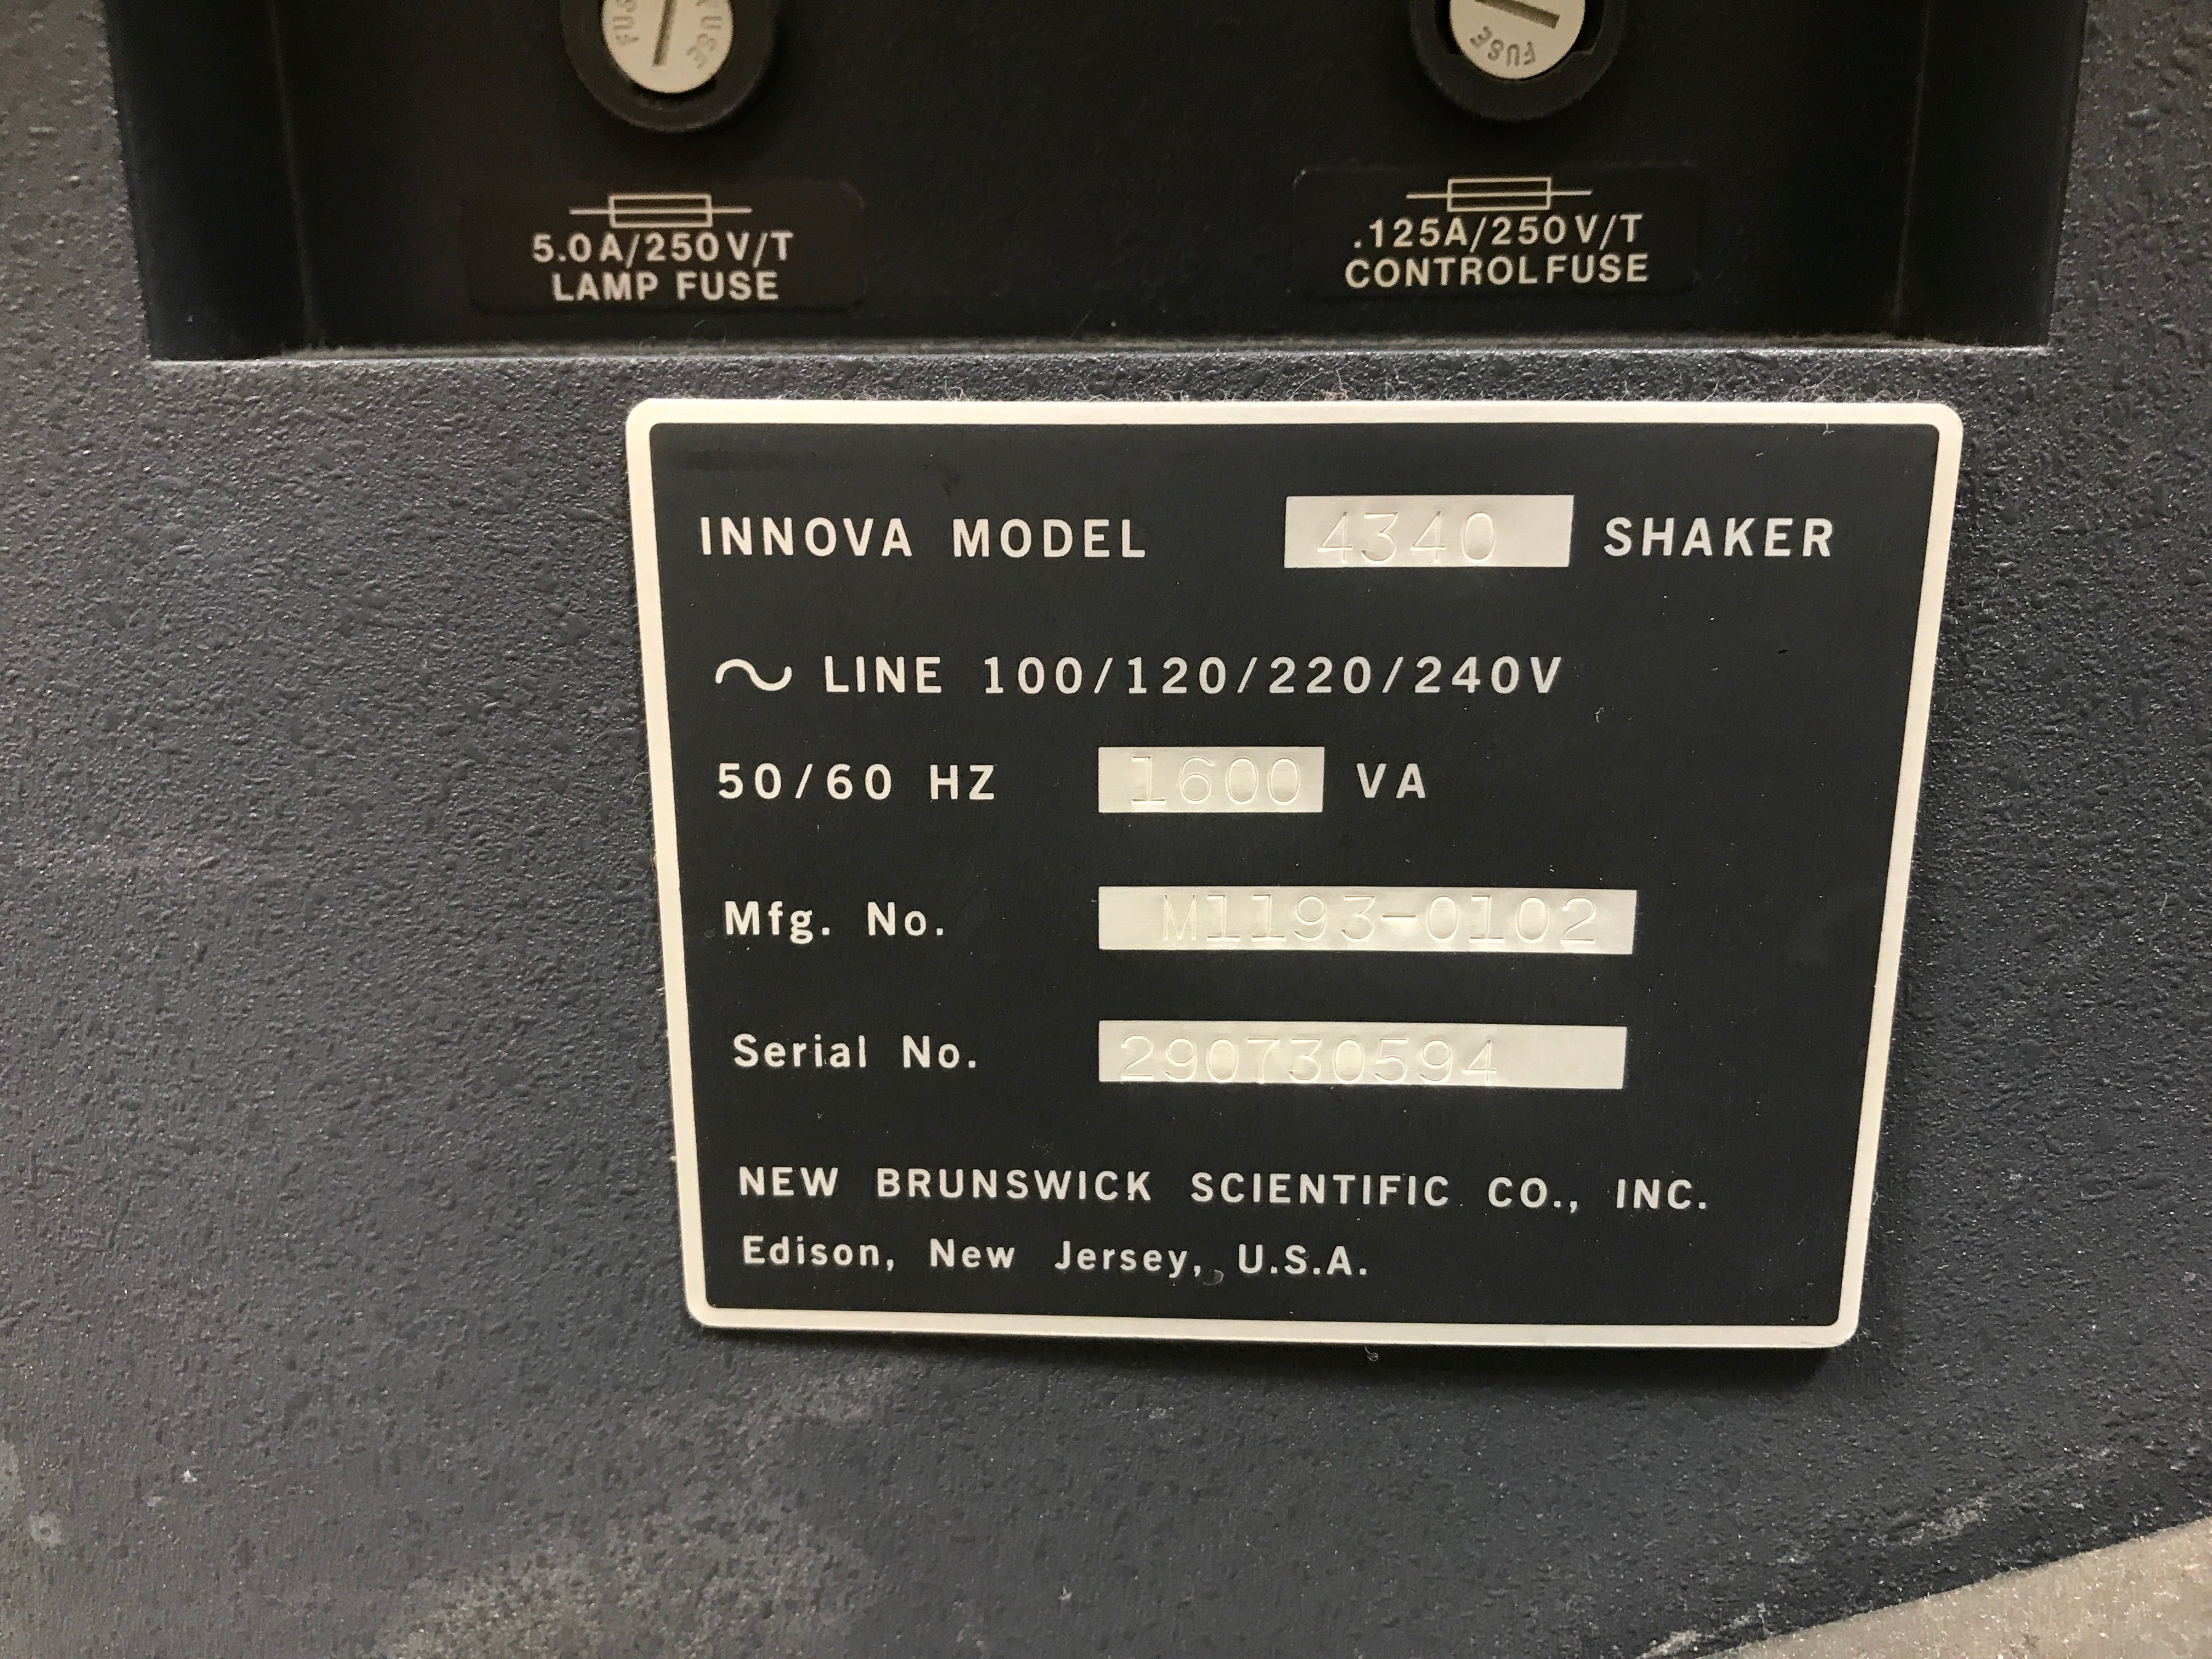 FUSE FUSE
FUSE
5.0A/250V/T
LAMP FUSE
.125A/250V/T
CONTROL FUSE
INNOVA MODEL 4340 SHAKER
~ LINE 100/120/220/240V
50/60 HZ 1600 VA
Mfg. No. M1193-0102
Serial No. 290730594
NEW BRUNSWICK SCIENTIFIC CO., INC.
Edison, New Jersey, U.S.A.